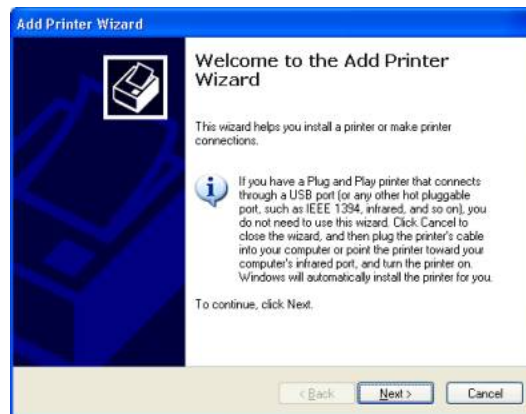 Add Printer Wizard
Welcome to the Add Printer
Wizard
This wizard helps you install a printer or make printer
connections.
If you have a Plug and Play printer that connects
through a USB port (or any other hot pluggable
port, such as IEEE 1394, infrared, and so on), you
do not need to use this wizard. Click Cancel to
close the wizard, and then plug the printer's cable
into your computer or point the printer toward your
computer's infrared port, and turn the printer on.
Windows will automatically install the printer for you.
To continue, click Next.
< Back Next > Cancel